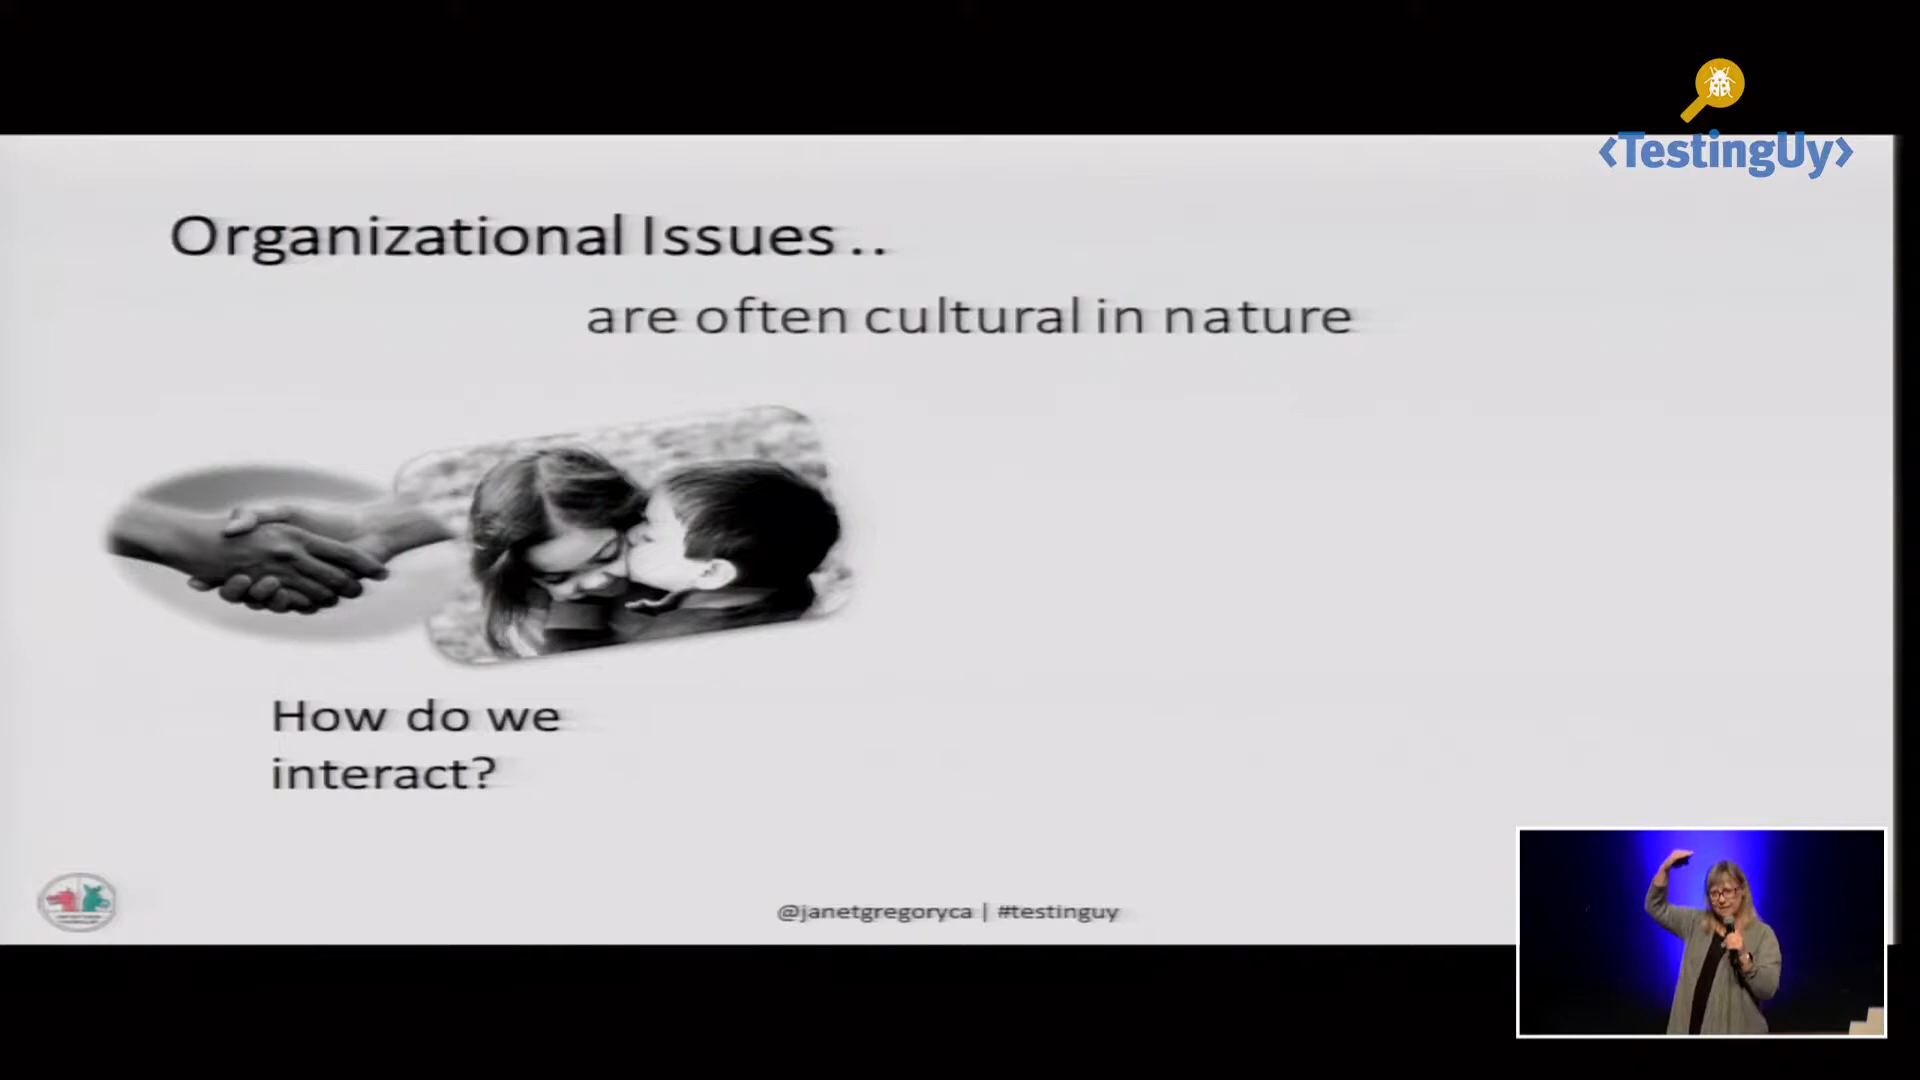 <TestingUy>
Organizational Issues ..
are often cultural in nature
How do we
interact?
@janetgregoryca | #testinguy